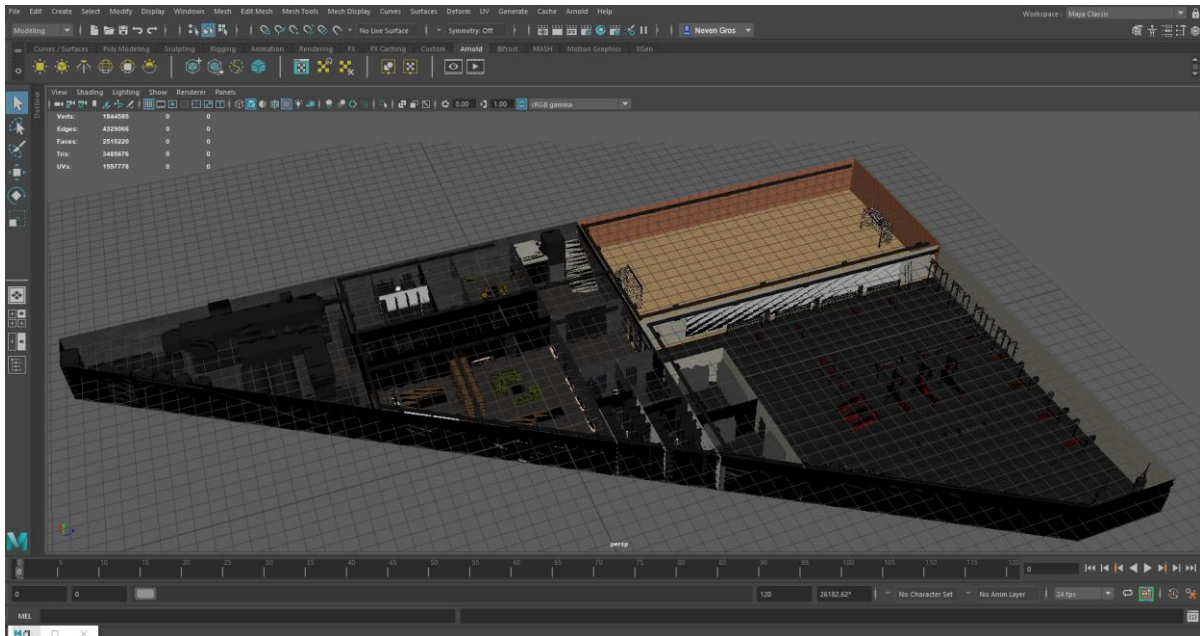 File Edit Create Select Modify Display Windows Mesh Edit Mesh Mesh Tools Mesh Display Curves Surfaces Deform UV Generate Cache Arnold Help
Workspace : Maya Classic
Modeling
No Live Surface
Symmetry: Off
Neven Gros
Curves / Surfaces Poly Modeling Sculpting Rigging Animation Rendering FX FX Caching Custom Arnold Bifrost MASH Motion Graphics XGen
View Shading Lighting Show Renderer Panels
Outliner
0.00 1.00 sRGB gamma
Verts: 1844585 0 0
Edges: 4329066 0 0
Faces: 2515220 0 0
Tris: 3485676 0 0
UVs: 1597778 0 0
persp
0 5 10 15 20 25 30 35 40 45 50 55 60 65 70 75 80 85 90 95 100 105 110 115 120
0
0
0 0 120 26182.62* No Character Set No Anim Layer 24 fps
MEL